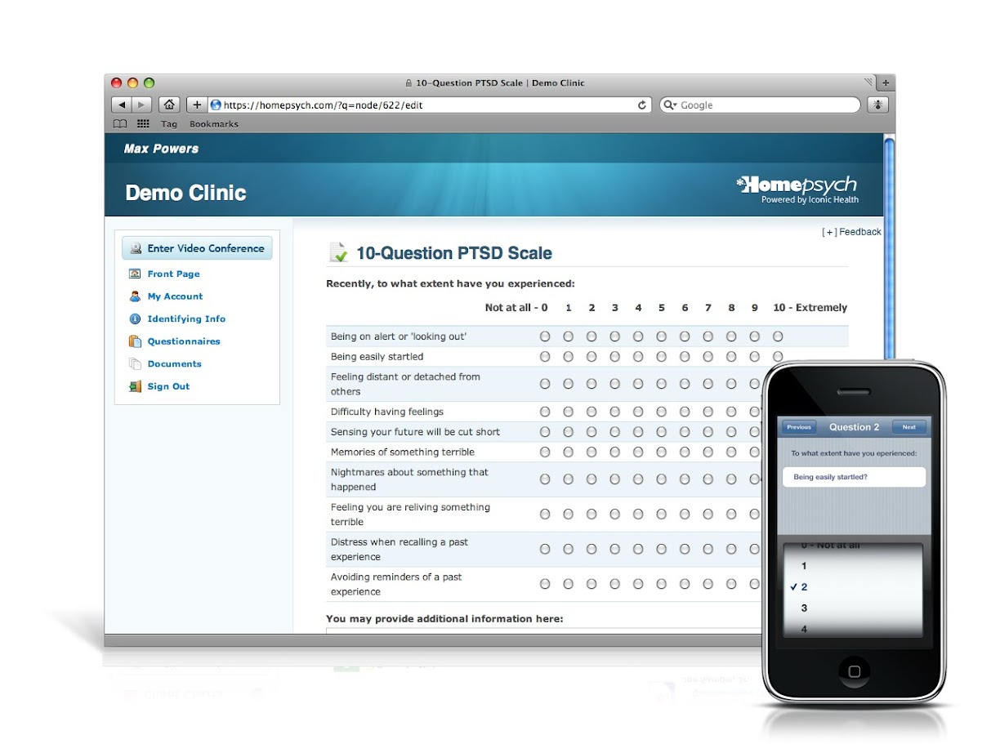 10-Question PTSD Scale | Demo Clinic
https://homepsych.com/?q=node/622/edit
Google
Tag Bookmarks
Max Powers
Demo Clinic
*Homepsych
Powered by Iconic Health
[+] Feedback
Enter Video Conference
Front Page
My Account
Identifying Info
Questionnaires
Documents
Sign Out
10-Question PTSD Scale
Recently, to what extent have you experienced:
Not at all - 0 1 2 3 4 5 6 7 8 9 10 - Extremely
Being on alert or 'looking out'
Being easily startled
Feeling distant or detached from
others
Difficulty having feelings
Sensing your future will be cut short
Memories of something terrible
Nightmares about something that
happened
Feeling you are reliving something
terrible
Distress when recalling a past
experience
Avoiding reminders of a past
experience
You may provide additional information here:
Previous Question 2 Next
To what extent have you eperienced:
Being easily startled?
0 - Not at all
1
✓ 2
3
4